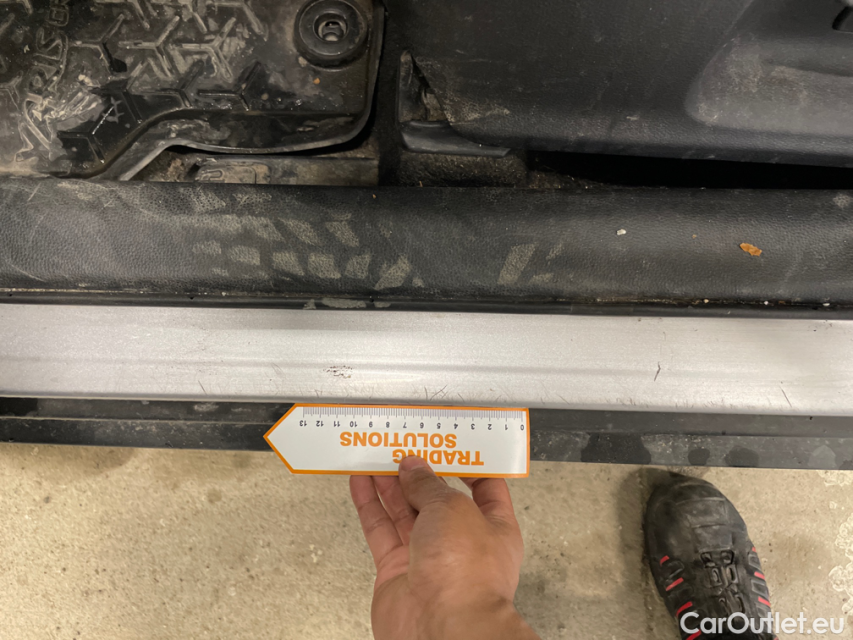 0 1 2 3 4 5 6 7 8 9 10 11 12 13
TRADING
SOLUTIONS
CarOutlet.eu